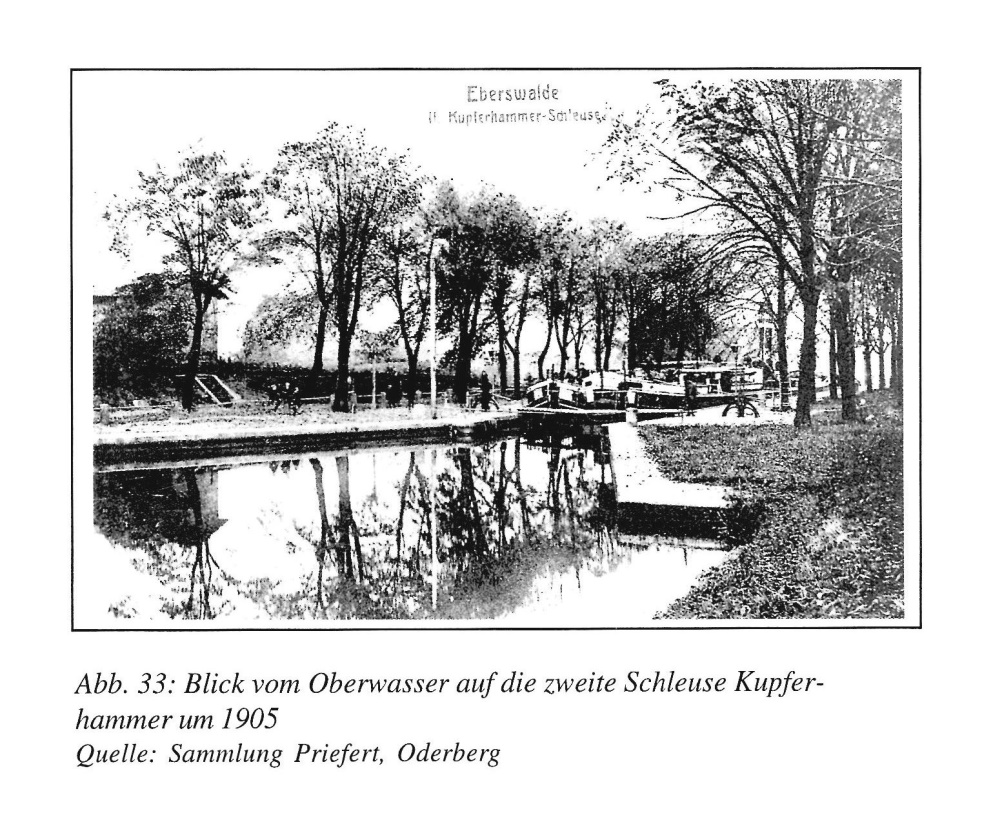 Eberswalde
II. Kupferhammer-Schleuse
Abb. 33: Blick vom Oberwasser auf die zweite Schleuse Kupfer-
hammer um 1905
Quelle: Sammlung Priefert, Oderberg